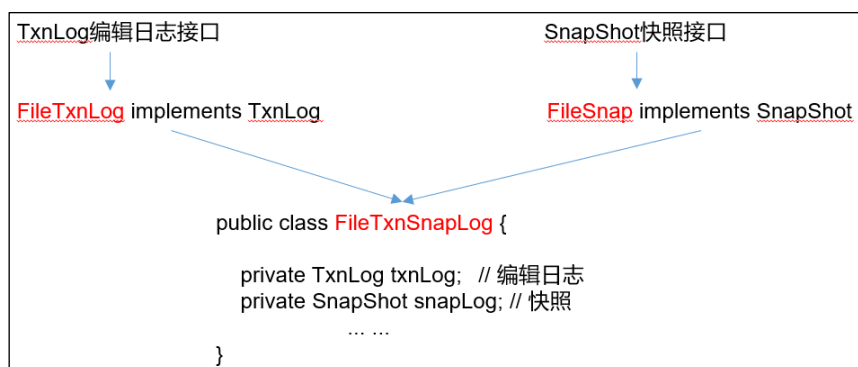 TxnLog编辑日志接口
SnapShot快照接口
FileTxnLog implements TxnLog
FileSnap implements SnapShot
public class FileTxnSnapLog {
private TxnLog txnLog; // 编辑日志
private SnapShot snapLog; // 快照
... ...
}